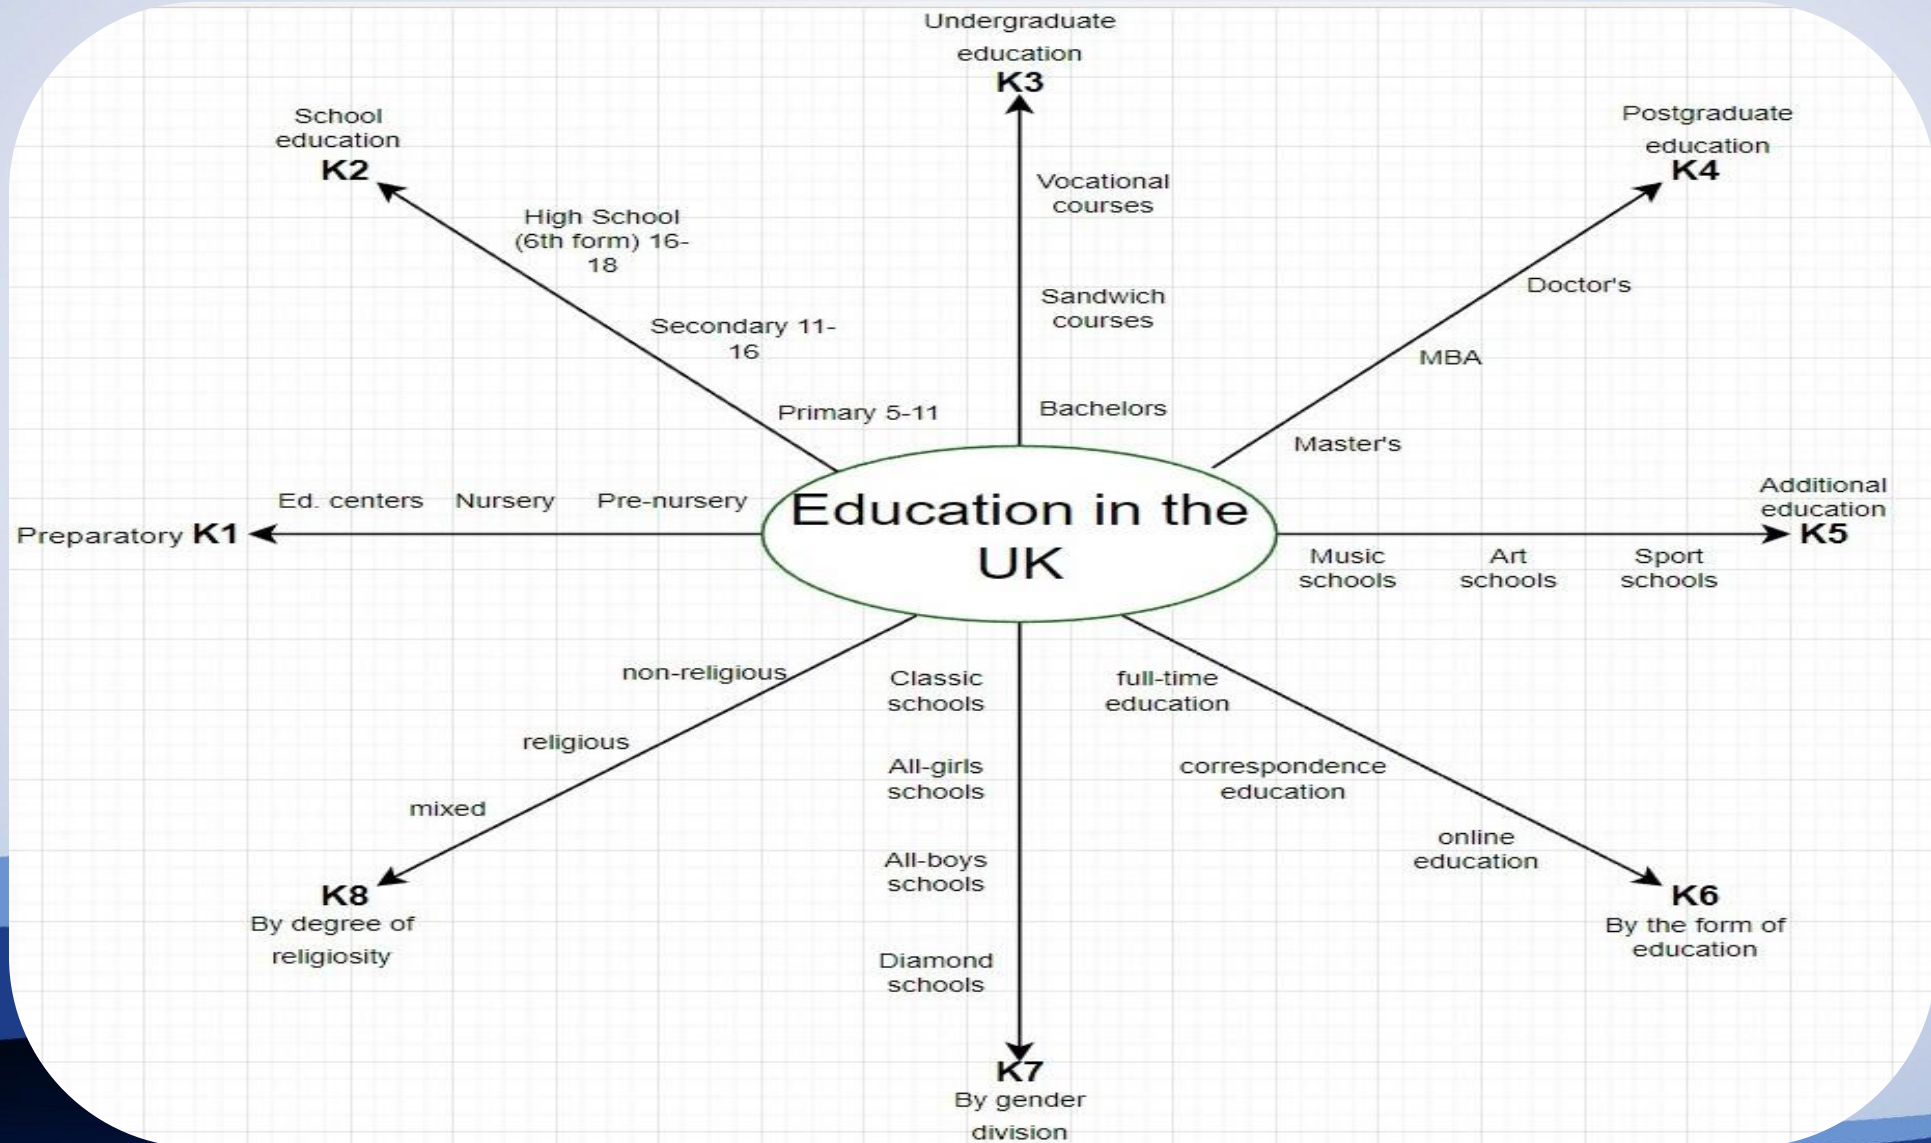 Undergraduate
education
K3
School
education
K2
Postgraduate
education
K4
Vocational
courses
High School
(6th form) 16-
18
Doctor's
Sandwich
courses
Secondary 11-
16
MBA
Primary 5-11
Bachelors
Master's
Ed. centers Nursery Pre-nursery
Preparatory K1
Education in the
UK
Additional
education
K5
Music
schools
Art
schools
Sport
schools
non-religious
religious
mixed
K8
By degree of
religiosity
Classic
schools
All-girls
schools
All-boys
schools
Diamond
schools
K7
By gender
division
full-time
education
correspondence
education
online
education
K6
By the form of
education